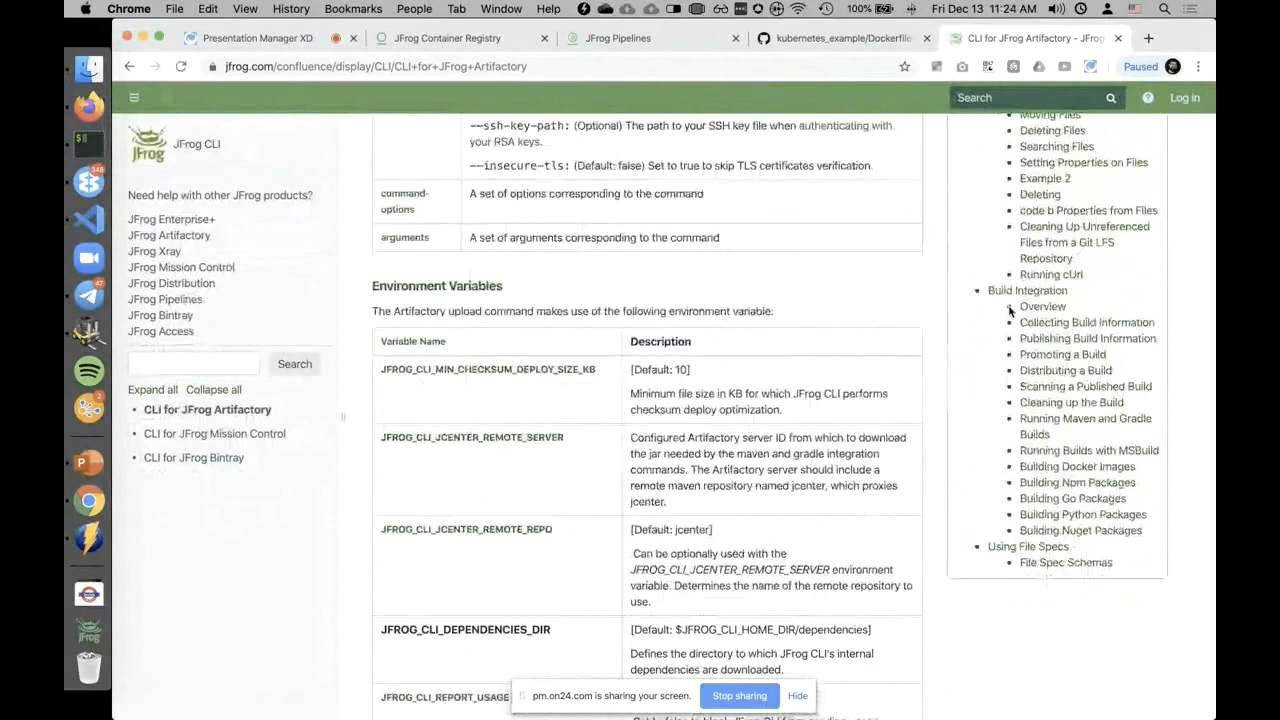 Chrome File Edit View History Bookmarks People Tab Window Help 100% Fri Dec 13 11:24 AM
Presentation Manager XD
JFrog Container Registry
JFrog Pipelines
kubernetes_example/Dockerfile
CLI for JFrog Artifactory - JFrog
jfrog.com/confluence/display/CLI/CLI+for+JFrog+Artifactory
Paused
Search
Log in
JFrog
JFrog CLI
Need help with other JFrog products?
JFrog Enterprise+
JFrog Artifactory
JFrog Xray
JFrog Mission Control
JFrog Distribution
JFrog Pipelines
JFrog Bintray
JFrog Access
Search
Expand all Collapse all
CLI for JFrog Artifactory
CLI for JFrog Mission Control
CLI for JFrog Bintray
--ssh-key-path: (Optional) The path to your SSH key file when authenticating with
your RSA keys.
--insecure-tls: (Default: false) Set to true to skip TLS certificates verification.
command-
options
A set of options corresponding to the command
arguments
A set of arguments corresponding to the command
Environment Variables
The Artifactory upload command makes use of the following environment variable:
Variable Name
Description
JFROG_CLI_MIN_CHECKSUM_DEPLOY_SIZE_KB
[Default: 10]
Minimum file size in KB for which JFrog CLI performs
checksum deploy optimization.
JFROG_CLI_JCENTER_REMOTE_SERVER
Configured Artifactory server ID from which to download
the jar needed by the maven and gradle integration
commands. The Artifactory server should include a
remote maven repository named jcenter, which proxies
jcenter.
JFROG_CLI_JCENTER_REMOTE_REPO
[Default: jcenter]
Can be optionally used with the
JFROG_CLI_JCENTER_REMOTE_SERVER environment
variable. Determines the name of the remote repository to
use.
JFROG_CLI_DEPENDENCIES_DIR
[Default: $JFROG_CLI_HOME_DIR/dependencies]
Defines the directory to which JFrog CLI's internal
dependencies are downloaded.
JFROG_CLI_REPORT_USAGE
Moving Files
Deleting Files
Searching Files
Setting Properties on Files
Example 2
Deleting
code b Properties from Files
Cleaning Up Unreferenced
Files from a Git LFS
Repository
Running cUrl
Build Integration
Overview
Collecting Build Information
Publishing Build Information
Promoting a Build
Distributing a Build
Scanning a Published Build
Cleaning up the Build
Running Maven and Gradle
Builds
Running Builds with MSBuild
Building Docker Images
Building Npm Packages
Building Go Packages
Building Python Packages
Building Nuget Packages
Using File Specs
File Spec Schemas
pm.on24.com is sharing your screen. Stop sharing Hide
348
47
2